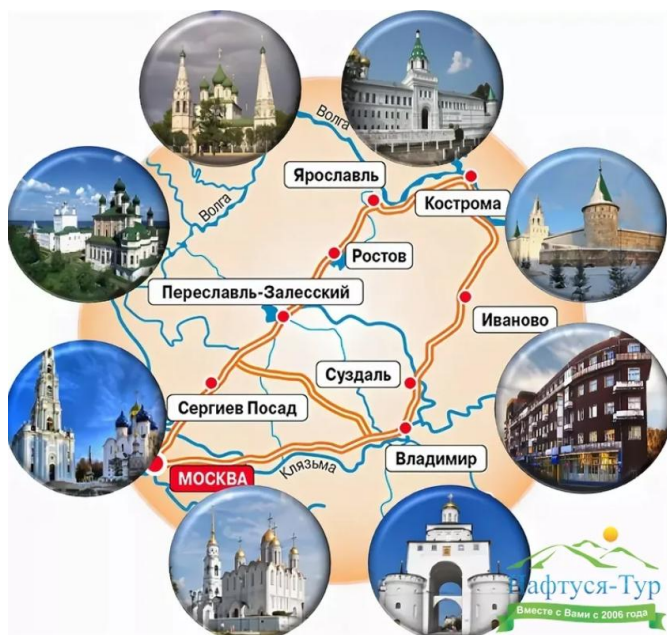 Волга
Ярославль
Кострома
Волга
Ростов
Переславль-Залесский
Иваново
Суздаль
Сергиев Посад
Владимир
Клязьма
МОСКВА
Нафтуся-Тур
Вместе с Вами с 2006 года